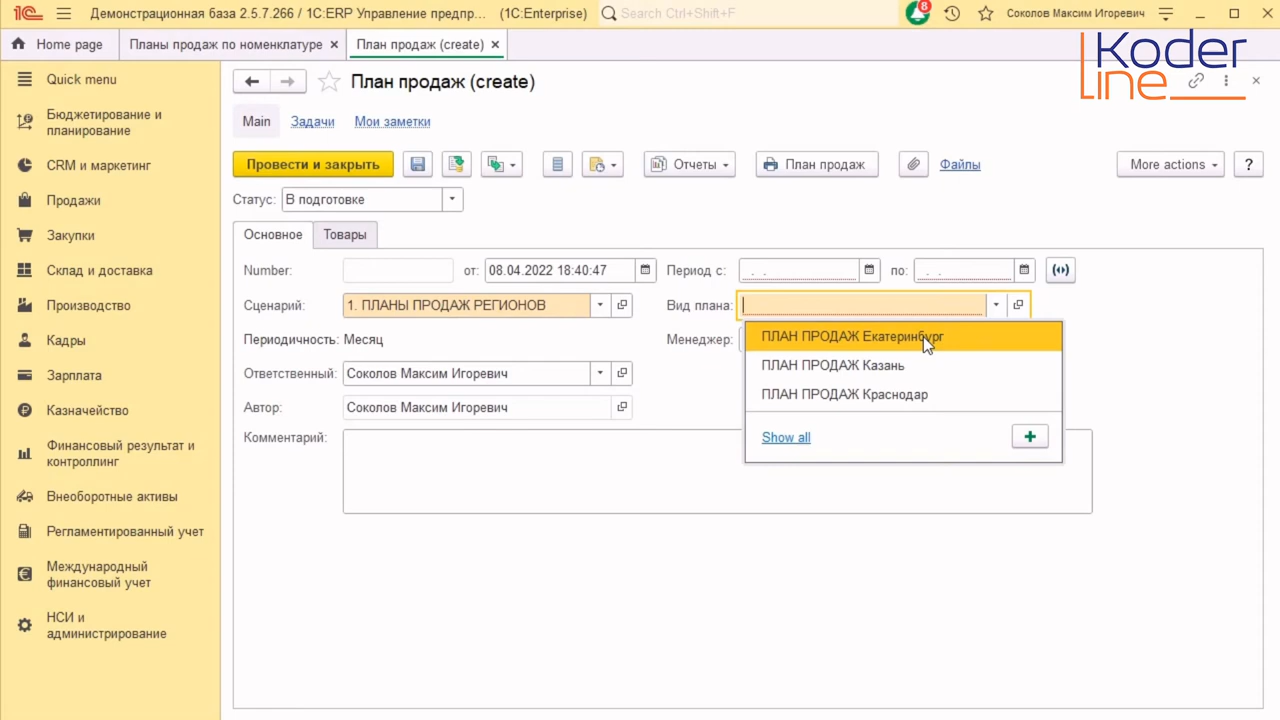 1С Демонстрационная база 2.5.7.266 / 1С:ERP Управление предпр... (1C:Enterprise) Search Ctrl+Shift+F 8 Соколов Максим Игоревич
Home page Планы продаж по номенклатуре × План продаж (create) ×
Koder
line
Quick menu
Бюджетирование и
планирование
CRM и маркетинг
Продажи
Закупки
Склад и доставка
Производство
Кадры
Зарплата
Казначейство
Финансовый результат и
контроллинг
Внеоборотные активы
Регламентированный учет
Международный
финансовый учет
НСИ и
администрирование
План продаж (create)
Main Задачи Мои заметки
Провести и закрыть Отчеты План продаж Файлы More actions ?
Статус: В подготовке
Основное Товары
Number: от: 08.04.2022 18:40:47 Период с: . . по: . .
Сценарий: 1. ПЛАНЫ ПРОДАЖ РЕГИОНОВ Вид плана:
Периодичность: Месяц Менеджер:
Ответственный: Соколов Максим Игоревич
Автор: Соколов Максим Игоревич
Комментарий:
ПЛАН ПРОДАЖ Екатеринбург
ПЛАН ПРОДАЖ Казань
ПЛАН ПРОДАЖ Краснодар
Show all